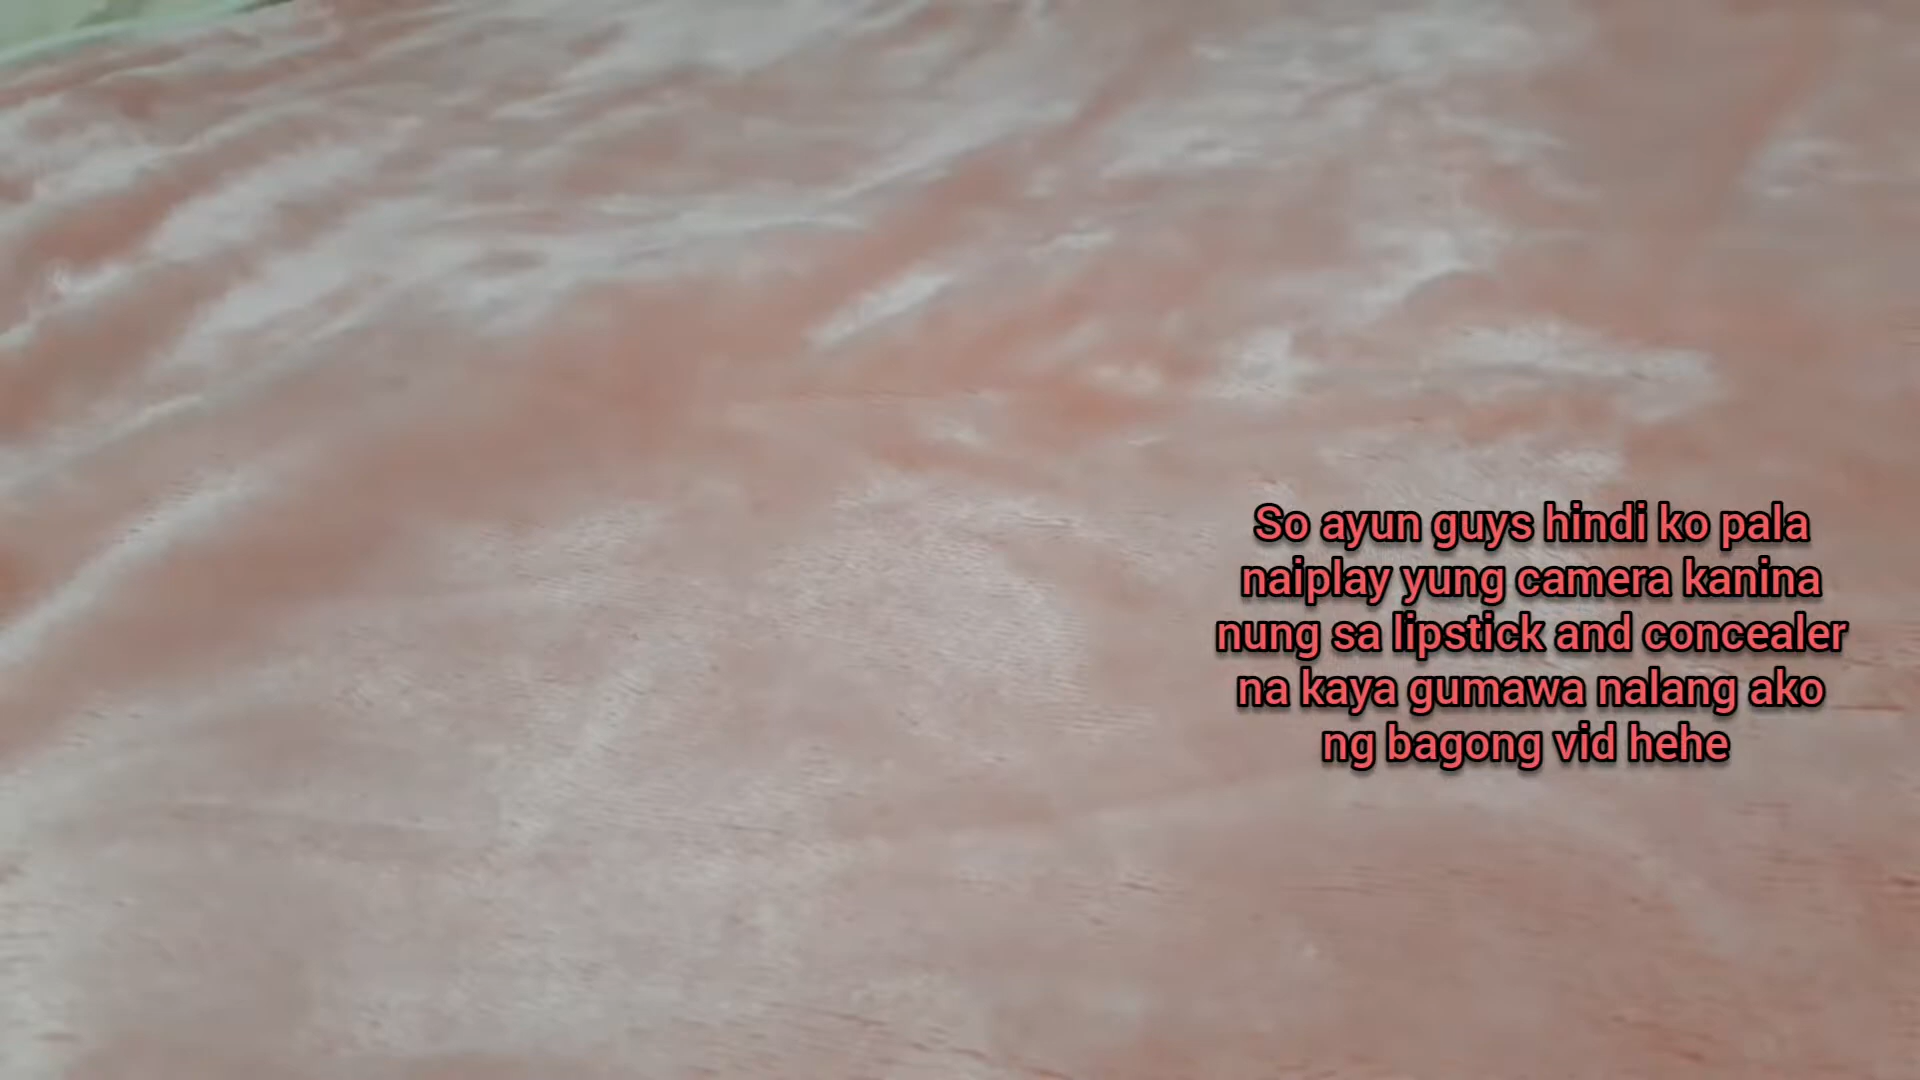 So ayun guys hindi ko pala
naiplay yung camera kanina
nung sa lipstick and concealer
na kaya gumawa nalang ako
ng bagong vid hehe